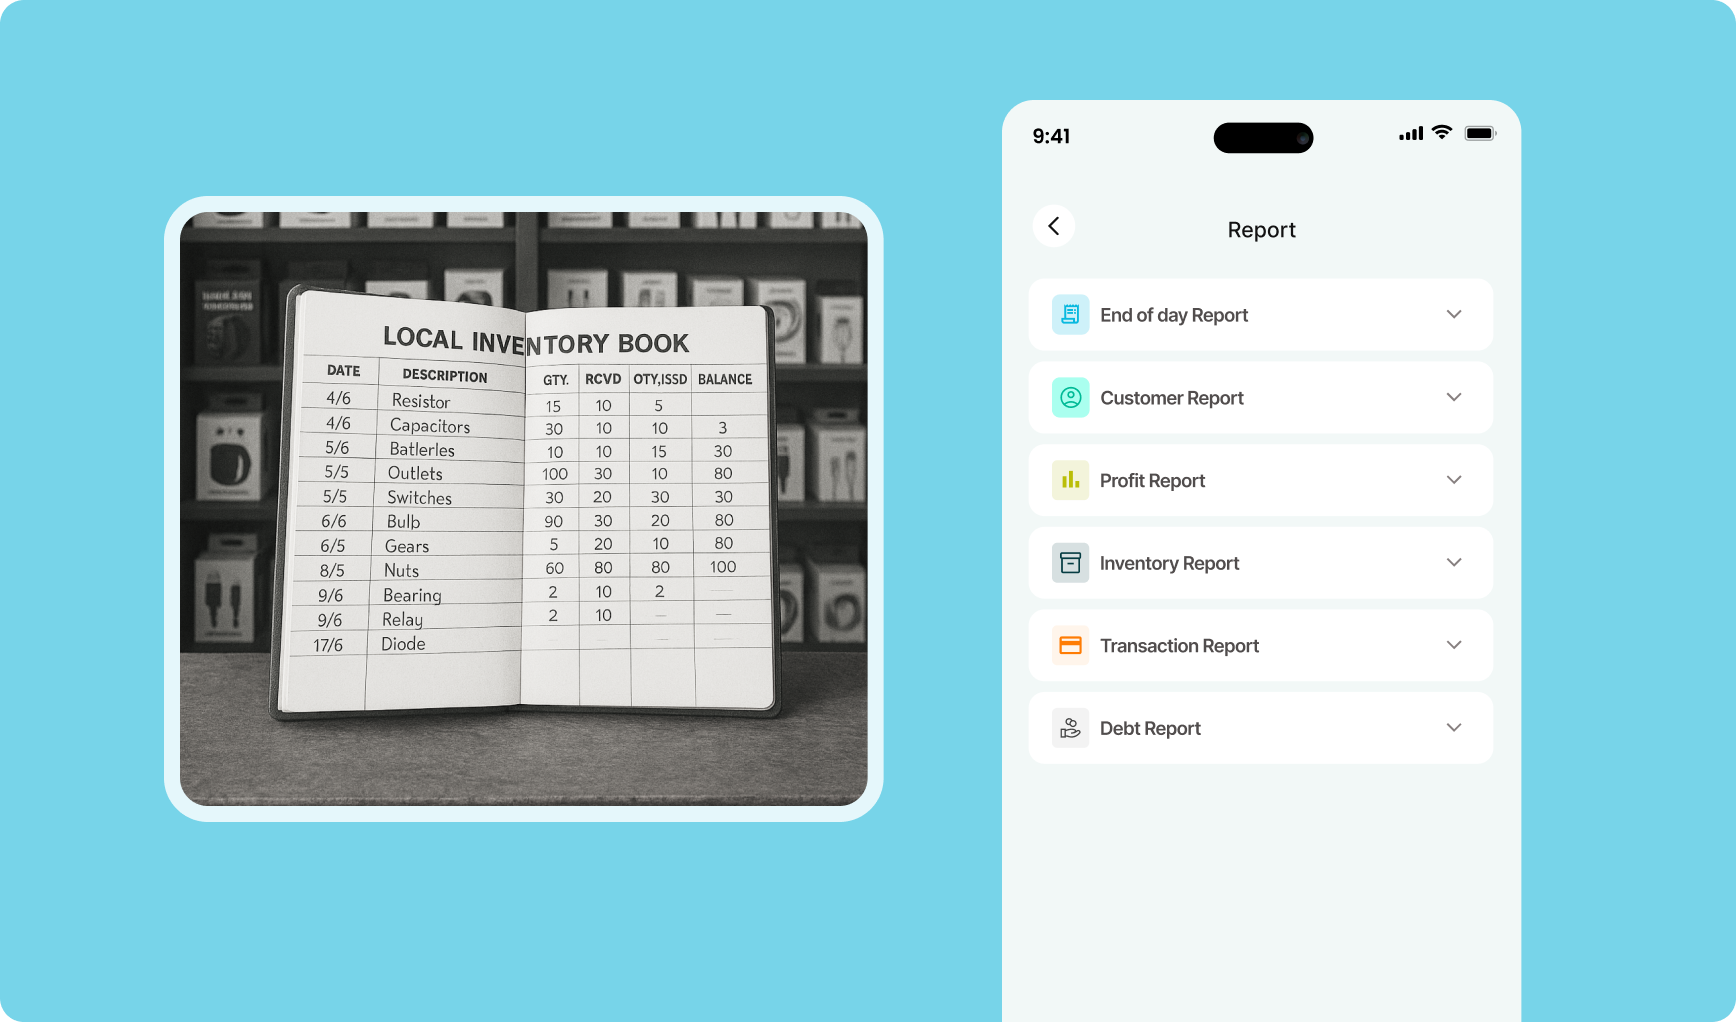 LOCAL INVENTORY BOOK
DATE DESCRIPTION GTY. RCVD OTY,ISSD BALANCE
4/6 Resistor 15 10 5
4/6 Capacitors 30 10 10 3
5/6 Batlerles 10 10 15 30
5/5 Outlets 100 30 10 80
5/5 Switches 30 20 30 30
6/6 Bulb 90 30 20 80
6/5 Gears 5 20 10 80
8/5 Nuts 60 80 80 100
9/6 Bearing 2 10 2 —
9/6 Relay 2 10 — —
17/6 Diode — — — —
9:41
Report
End of day Report
Customer Report
Profit Report
Inventory Report
Transaction Report
Debt Report